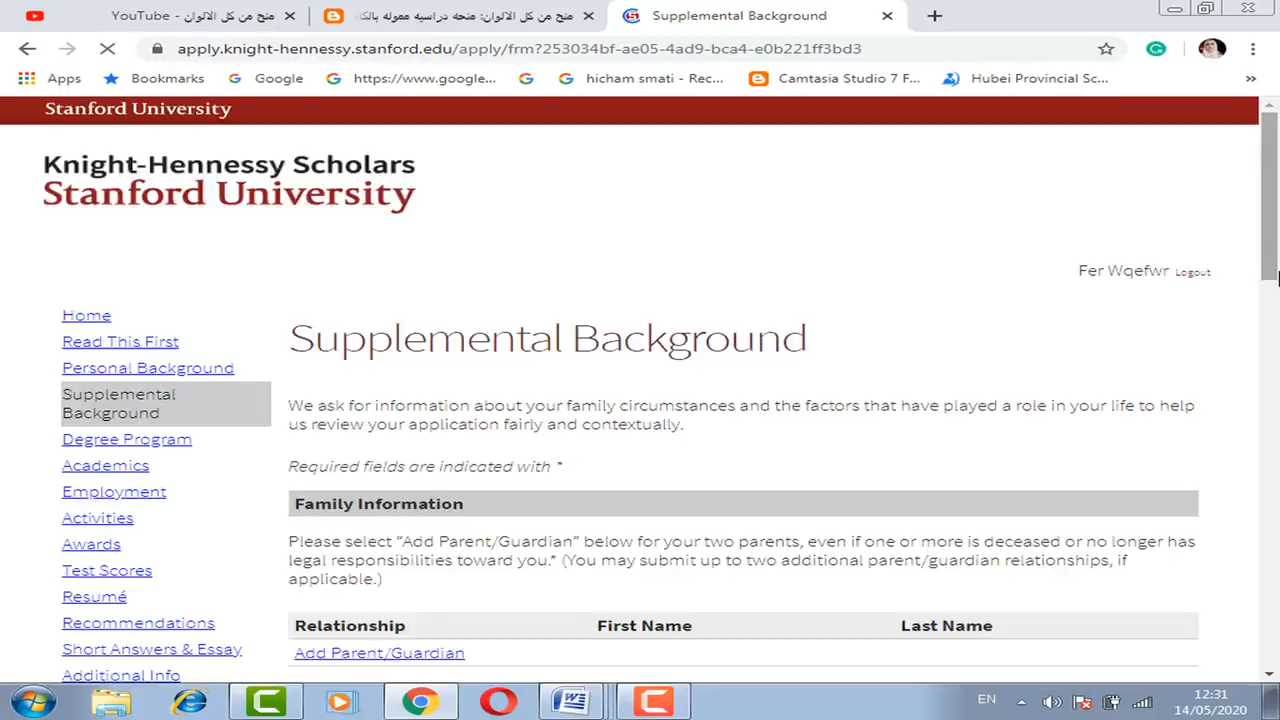 YouTube - منح من كل الالوان
منح من كل الالوان: منحه دراسيه مموله بالكا
Supplemental Background
apply.knight-hennessy.stanford.edu/apply/frm?253034bf-ae05-4ad9-bca4-e0b221ff3bd3
Apps
Bookmarks
Google
https://www.google...
hicham smati - Rec...
Camtasia Studio 7 F...
Hubei Provincial Sc...
»
Stanford University
Knight-Hennessy Scholars
Stanford University
Fer Wqefwr Logout
Home
Read This First
Personal Background
Supplemental
Background
Degree Program
Academics
Employment
Activities
Awards
Test Scores
Resumé
Recommendations
Short Answers & Essay
Additional Info
Supplemental Background
We ask for information about your family circumstances and the factors that have played a role in your life to help
us review your application fairly and contextually.
Required fields are indicated with *
Family Information
Please select “Add Parent/Guardian” below for your two parents, even if one or more is deceased or no longer has
legal responsibilities toward you.* (You may submit up to two additional parent/guardian relationships, if
applicable.)
Relationship First Name Last Name
Add Parent/Guardian
EN
12:31
14/05/2020